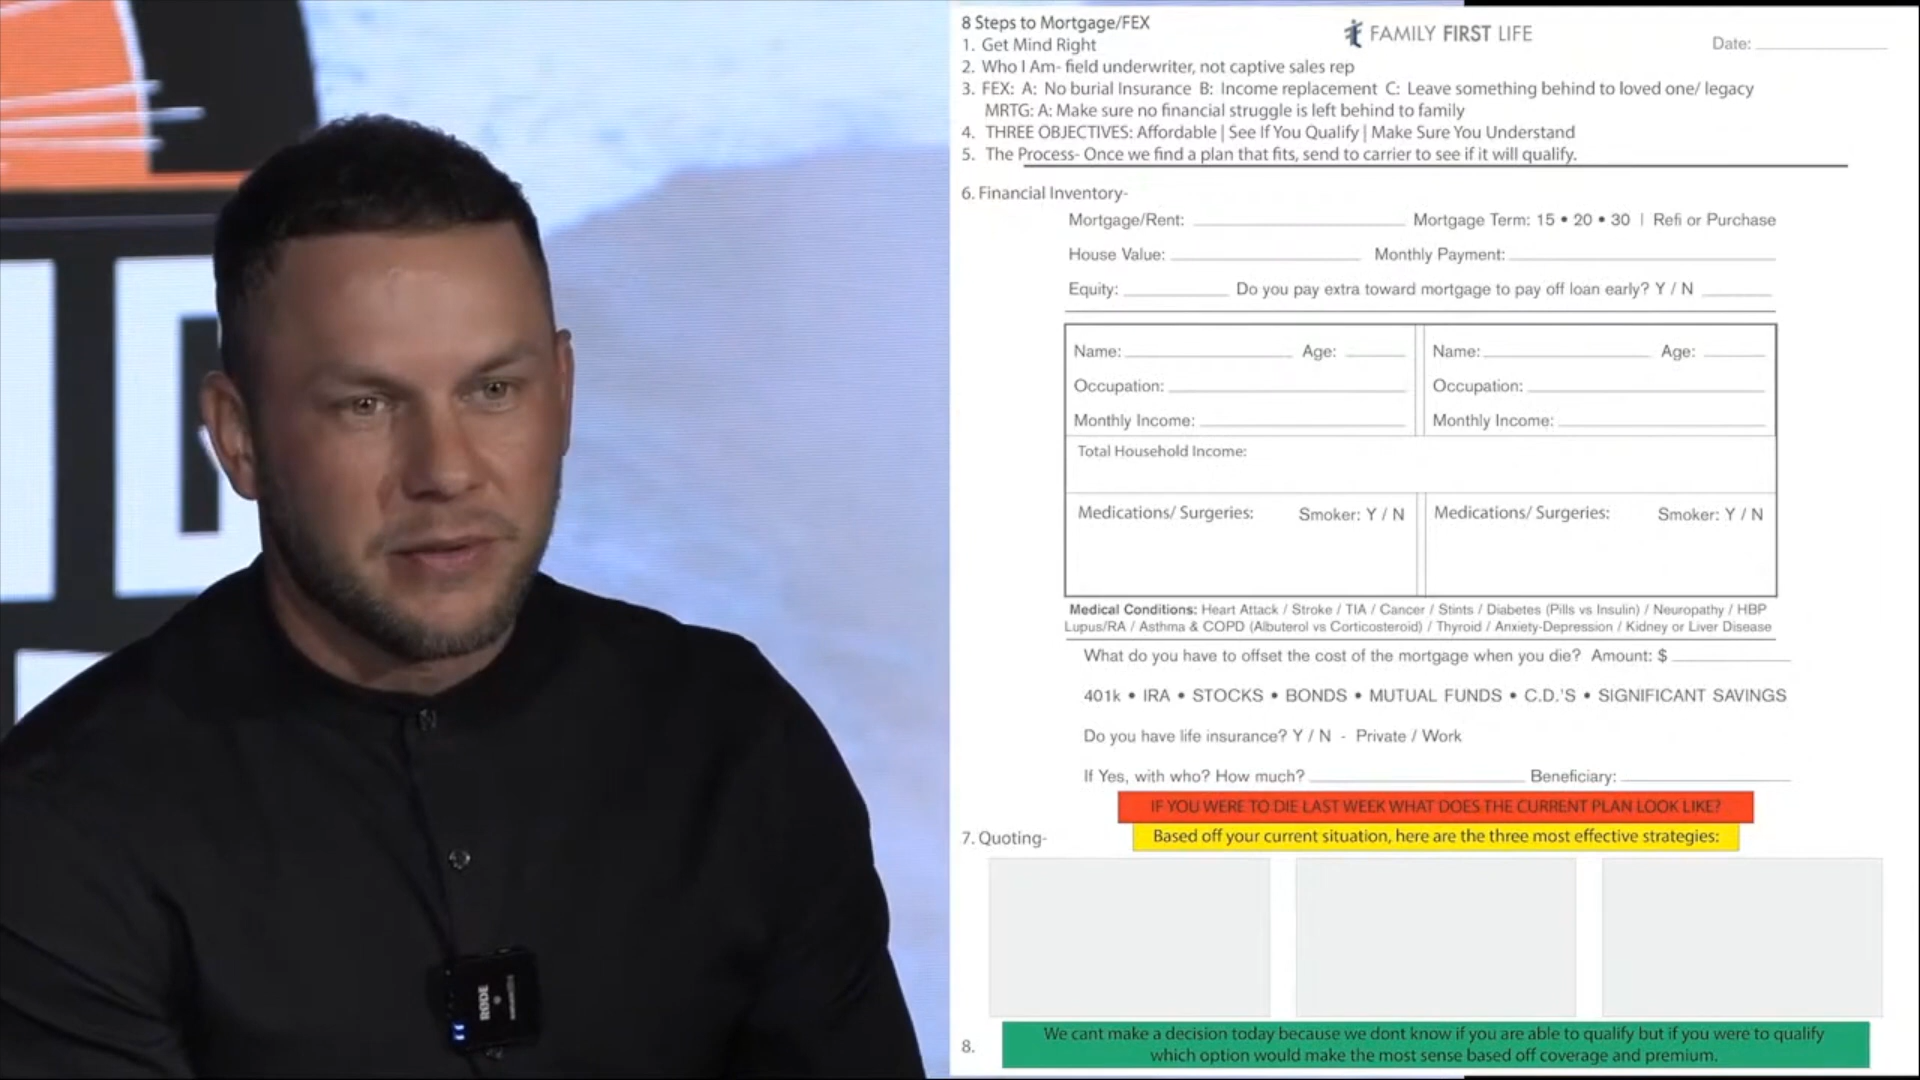 8 Steps to Mortgage/FEX
FAMILY FIRST LIFE
Date:
1. Get Mind Right
2. Who I Am- field underwriter, not captive sales rep
3. FEX: A: No burial Insurance B: Income replacement C: Leave something behind to loved one/ legacy
MRTG: A: Make sure no financial struggle is left behind to family
4. THREE OBJECTIVES: Affordable | See If You Qualify | Make Sure You Understand
5. The Process- Once we find a plan that fits, send to carrier to see if it will qualify.
6. Financial Inventory-
Mortgage/Rent: Mortgage Term: 15 • 20 • 30 | Refi or Purchase
House Value: Monthly Payment:
Equity: Do you pay extra toward mortgage to pay off loan early? Y / N
Name: Age: Name: Age:
Occupation: Occupation:
Monthly Income: Monthly Income:
Total Household Income:
Medications/ Surgeries: Smoker: Y / N Medications/ Surgeries: Smoker: Y / N
Medical Conditions: Heart Attack / Stroke / TIA / Cancer / Stints / Diabetes (Pills vs Insulin) / Neuropathy / HBP
Lupus/RA / Asthma & COPD (Albuterol vs Corticosteroid) / Thyroid / Anxiety-Depression / Kidney or Liver Disease
What do you have to offset the cost of the mortgage when you die? Amount: $
401k • IRA • STOCKS • BONDS • MUTUAL FUNDS • C.D.'S • SIGNIFICANT SAVINGS
Do you have life insurance? Y / N - Private / Work
If Yes, with who? How much? Beneficiary:
IF YOU WERE TO DIE LAST WEEK WHAT DOES THE CURRENT PLAN LOOK LIKE?
7. Quoting-
Based off your current situation, here are the three most effective strategies:
8.
We cant make a decision today because we dont know if you are able to qualify but if you were to qualify
which option would make the most sense based off coverage and premium.
RØDE